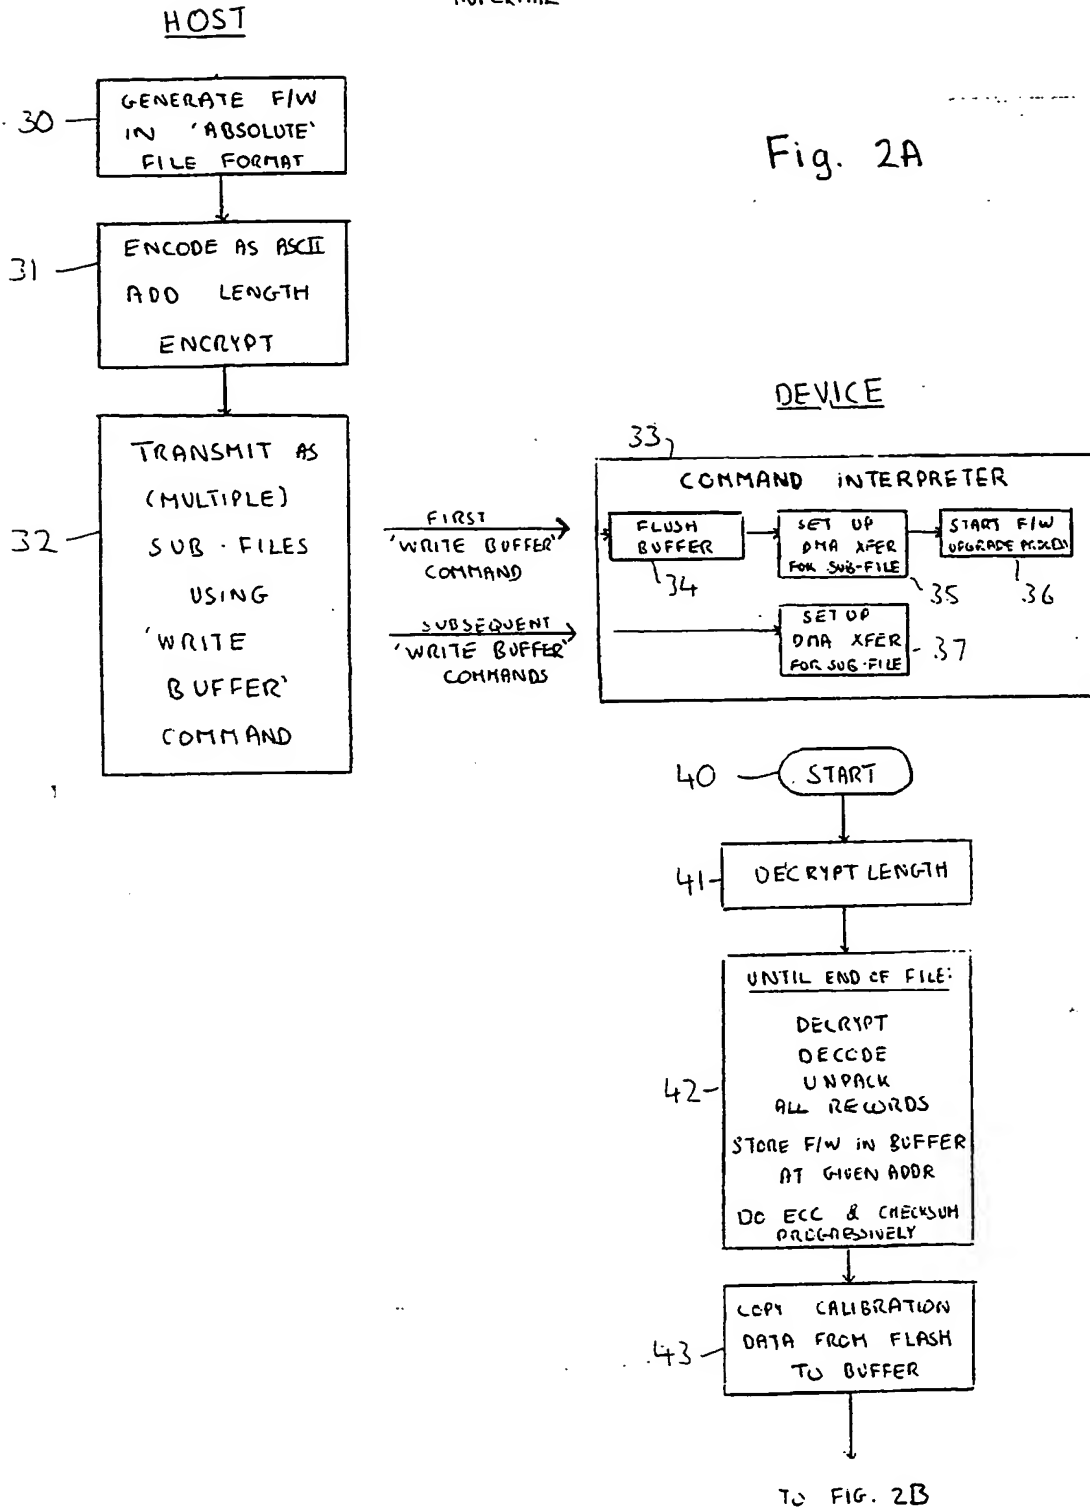 HOST
Fig. 2A
30
GENERATE F/W
IN 'ABSOLUTE'
FILE FORMAT
31
ENCODE AS ASCII
ADD LENGTH
ENCRYPT
32
TRANSMIT AS
(MULTIPLE)
SUB-FILES
USING
'WRITE
BUFFER'
COMMAND
FIRST
'WRITE BUFFER'
COMMAND
SUBSEQUENT
'WRITE BUFFER'
COMMANDS
DEVICE
33
COMMAND INTERPRETER
FLUSH
BUFFER
34
SET UP
DMA XFER
FOR SUB-FILE
35
START F/W
UPGRADE
36
SET UP
DMA XFER
FOR SUB-FILE
37
40
START
41
DECRYPT LENGTH
42
UNTIL END OF FILE:
DECRYPT
DECODE
UNPACK
ALL RECORDS
STORE F/W IN BUFFER
AT GIVEN ADDR
DO ECC & CHECKSUM
PROGRESSIVELY
43
COPY CALIBRATION
DATA FROM FLASH
TO BUFFER
TO FIG. 2B